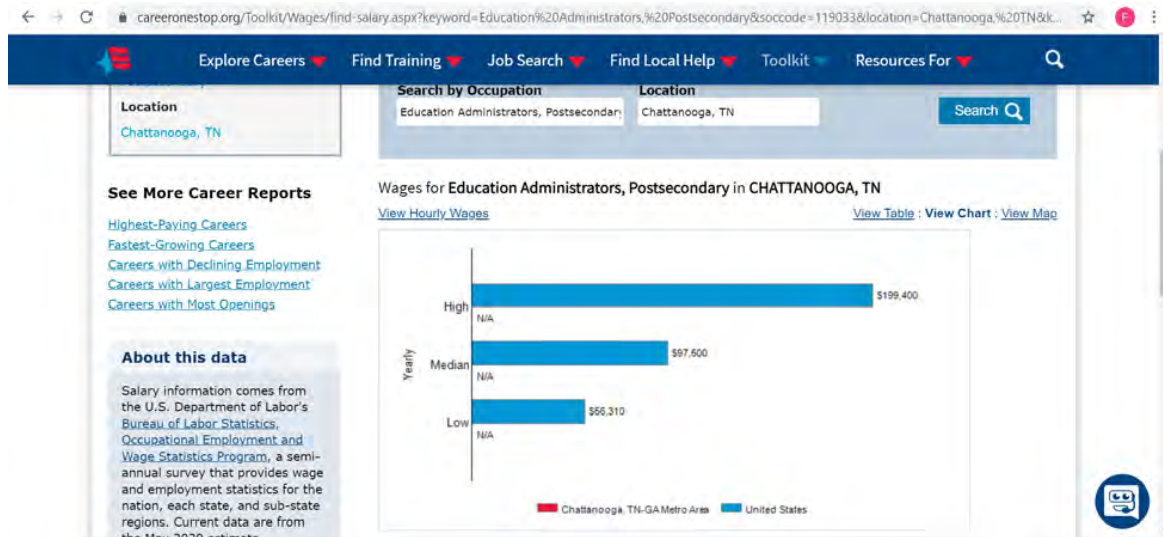 careeronestop.org/Toolkit/Wages/find-salary.aspx?keyword=Education%20Administrators,%20Postsecondary&soccode=119033&location=Chattanooga,%20TN&k...
Explore Careers Find Training Job Search Find Local Help Toolkit Resources For
Location
Chattanooga, TN
Search by Occupation Location
Education Administrators, Postsecondar Chattanooga, TN Search
See More Career Reports
Highest-Paying Careers
Fastest-Growing Careers
Careers with Declining Employment
Careers with Largest Employment
Careers with Most Openings
About this data
Salary information comes from
the U.S. Department of Labor's
Bureau of Labor Statistics,
Occupational Employment and
Wage Statistics Program, a semi-
annual survey that provides wage
and employment statistics for the
nation, each state, and sub-state
regions. Current data are from
the May 2020 estimate
Wages for Education Administrators, Postsecondary in CHATTANOOGA, TN
View Hourly Wages View Table : View Chart : View Map
Yearly
High $199,400
N/A
Median $97,500
N/A
Low $56,310
N/A
Chattanooga, TN-GA Metro Area United States